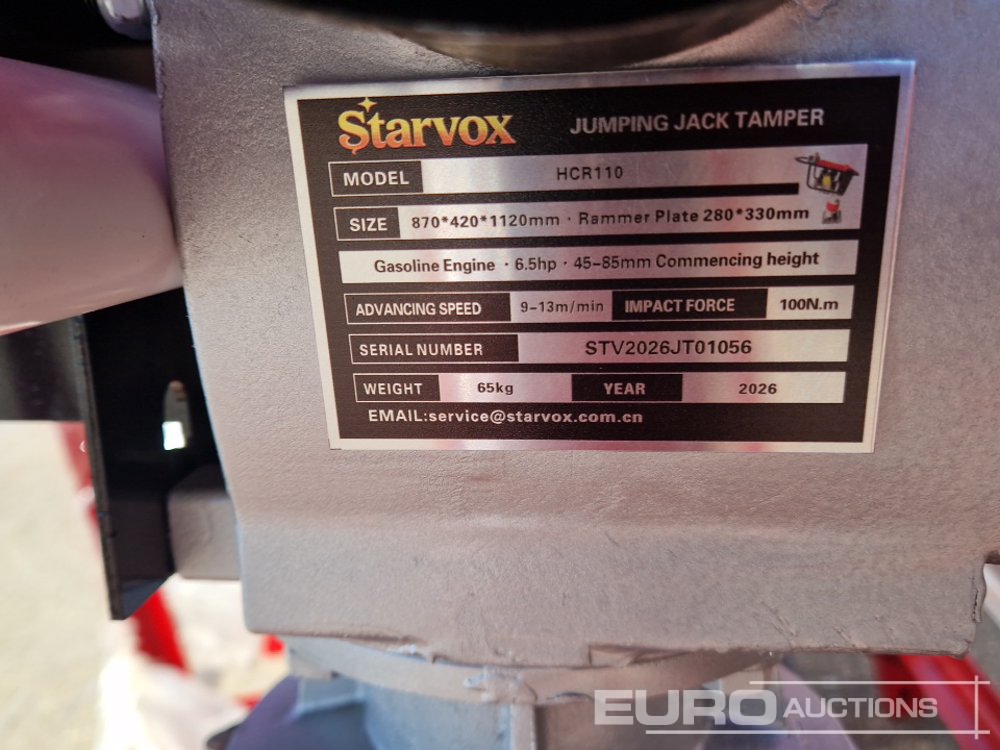 Starvox JUMPING JACK TAMPER
MODEL HCR110
SIZE 870*420*1120mm · Rammer Plate 280*330mm
Gasoline Engine · 6.5hp · 45-85mm Commencing height
ADVANCING SPEED 9-13m/min IMPACT FORCE 100N.m
SERIAL NUMBER STV2026JT01056
WEIGHT 65kg YEAR 2026
EMAIL:service@starvox.com.cn
EURO AUCTIONS